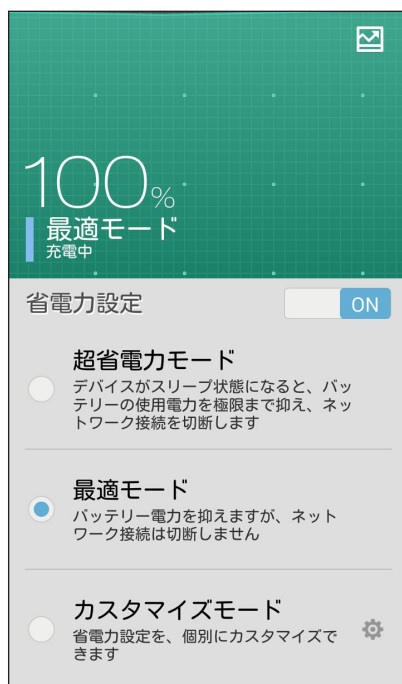 100%
最適モード
充電中
省電力設定
ON
超省電力モード
デバイスがスリープ状態になると、バッ
テリーの使用電力を極限まで抑え、ネッ
トワーク接続を切断します
最適モード
バッテリー電力を抑えますが、ネット
ワーク接続は切断しません
カスタマイズモード
省電力設定を、個別にカスタマイズで
きます